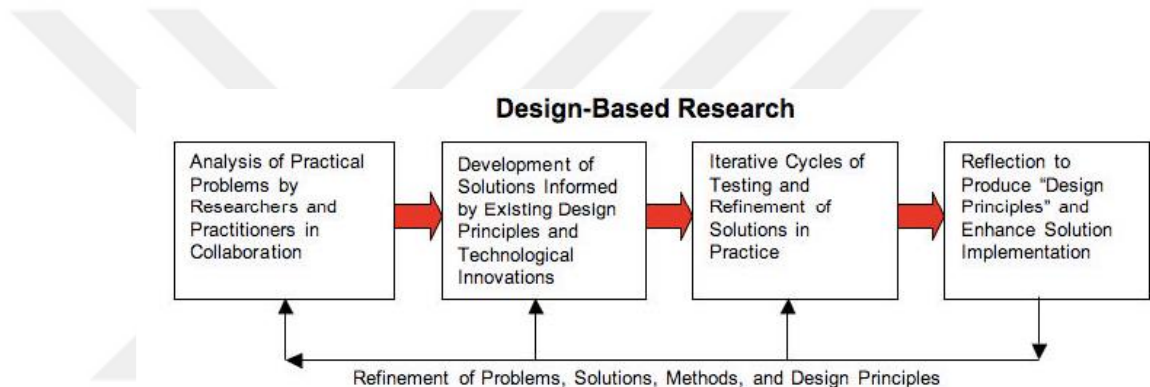 Design-Based Research
Analysis of Practical
Problems by
Researchers and
Practitioners in
Collaboration
Development of
Solutions Informed
by Existing Design
Principles and
Technological
Innovations
Iterative Cycles of
Testing and
Refinement of
Solutions in
Practice
Reflection to
Produce "Design
Principles" and
Enhance Solution
Implementation
Refinement of Problems, Solutions, Methods, and Design Principles